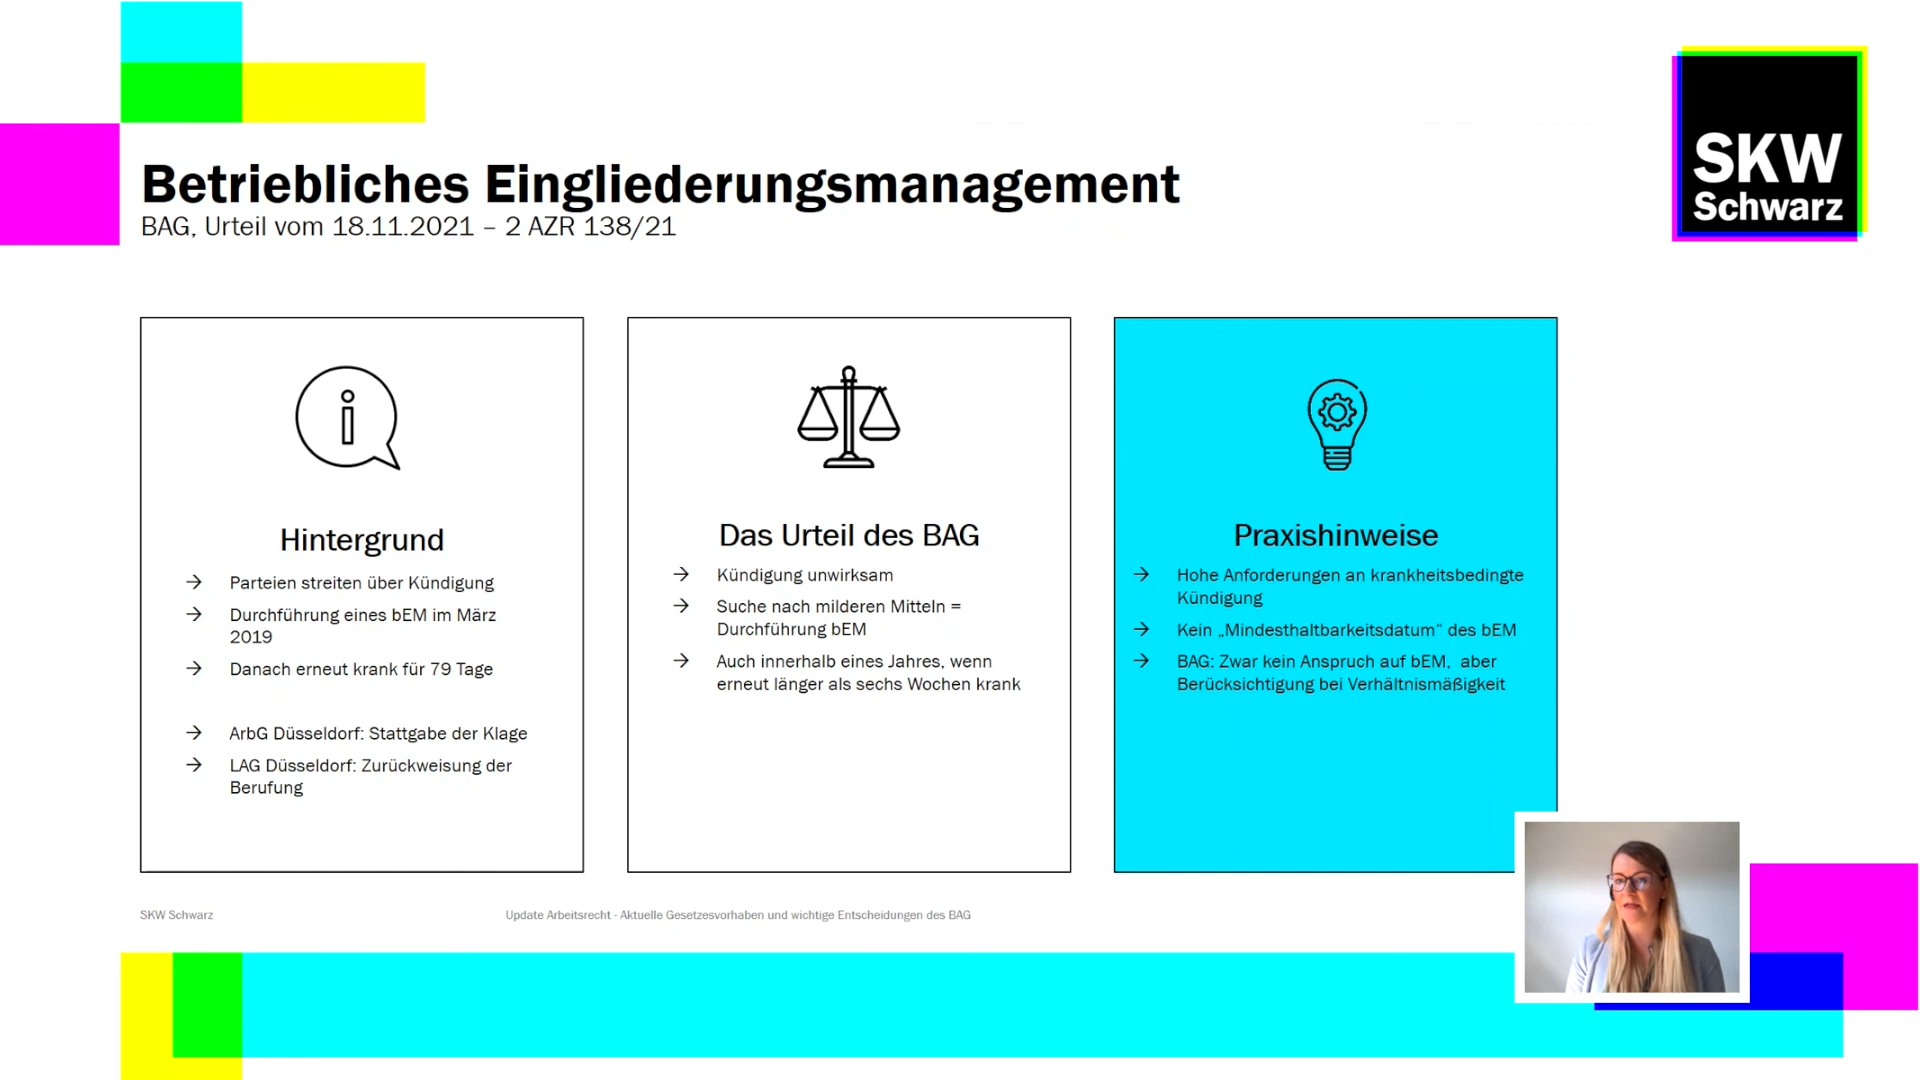 SKW
Schwarz
Betriebliches Eingliederungsmanagement
BAG, Urteil vom 18.11.2021 – 2 AZR 138/21
Hintergrund
→ Parteien streiten über Kündigung
→ Durchführung eines bEM im März
2019
→ Danach erneut krank für 79 Tage
→ ArbG Düsseldorf: Stattgabe der Klage
→ LAG Düsseldorf: Zurückweisung der
Berufung
Das Urteil des BAG
→ Kündigung unwirksam
→ Suche nach milderen Mitteln =
Durchführung bEM
→ Auch innerhalb eines Jahres, wenn
erneut länger als sechs Wochen krank
Praxishinweise
→ Hohe Anforderungen an krankheitsbedingte
Kündigung
→ Kein „Mindesthaltbarkeitsdatum“ des bEM
→ BAG: Zwar kein Anspruch auf bEM, aber
Berücksichtigung bei Verhältnismäßigkeit
SKW Schwarz
Update Arbeitsrecht - Aktuelle Gesetzesvorhaben und wichtige Entscheidungen des BAG